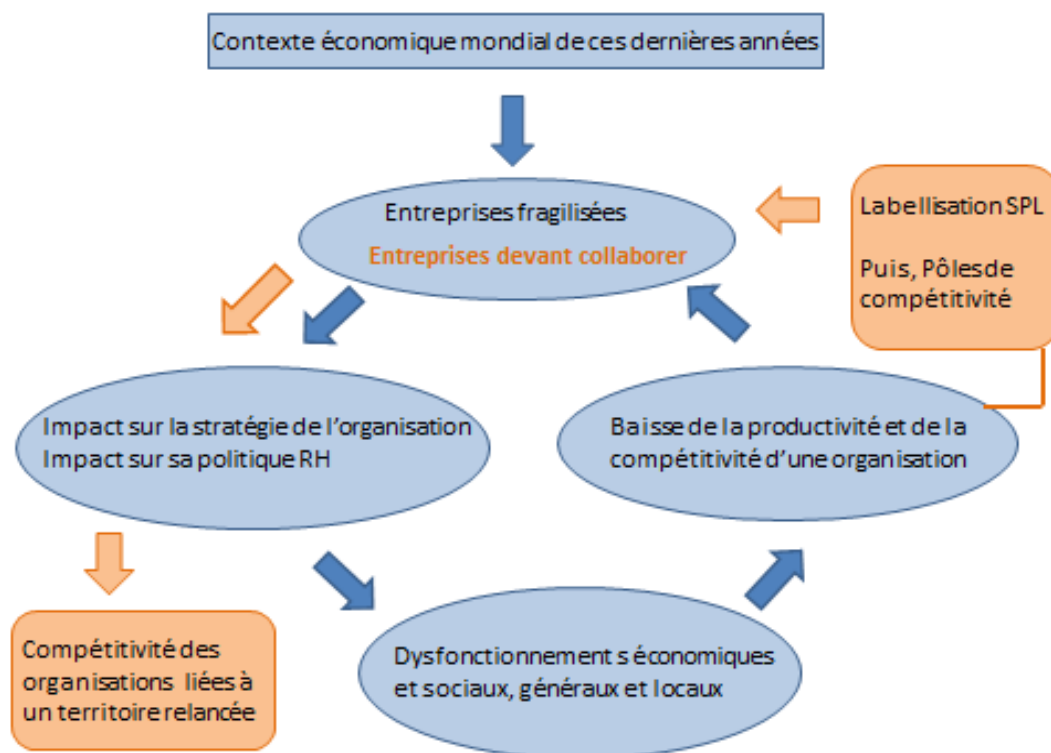 Contexte économique mondial de ces dernières années
Entreprises fragilisées
Entreprises devant collaborer
Labellisation SPL
Puis, Pôles de
compétitivité
Impact sur la stratégie de l'organisation
Impact sur sa politique RH
Baisse de la productivité et de la
compétitivité d'une organisation
Compétitivité des
organisations liées à
un territoire relancée
Dysfonctionnement s économiques
et sociaux, généraux et locaux